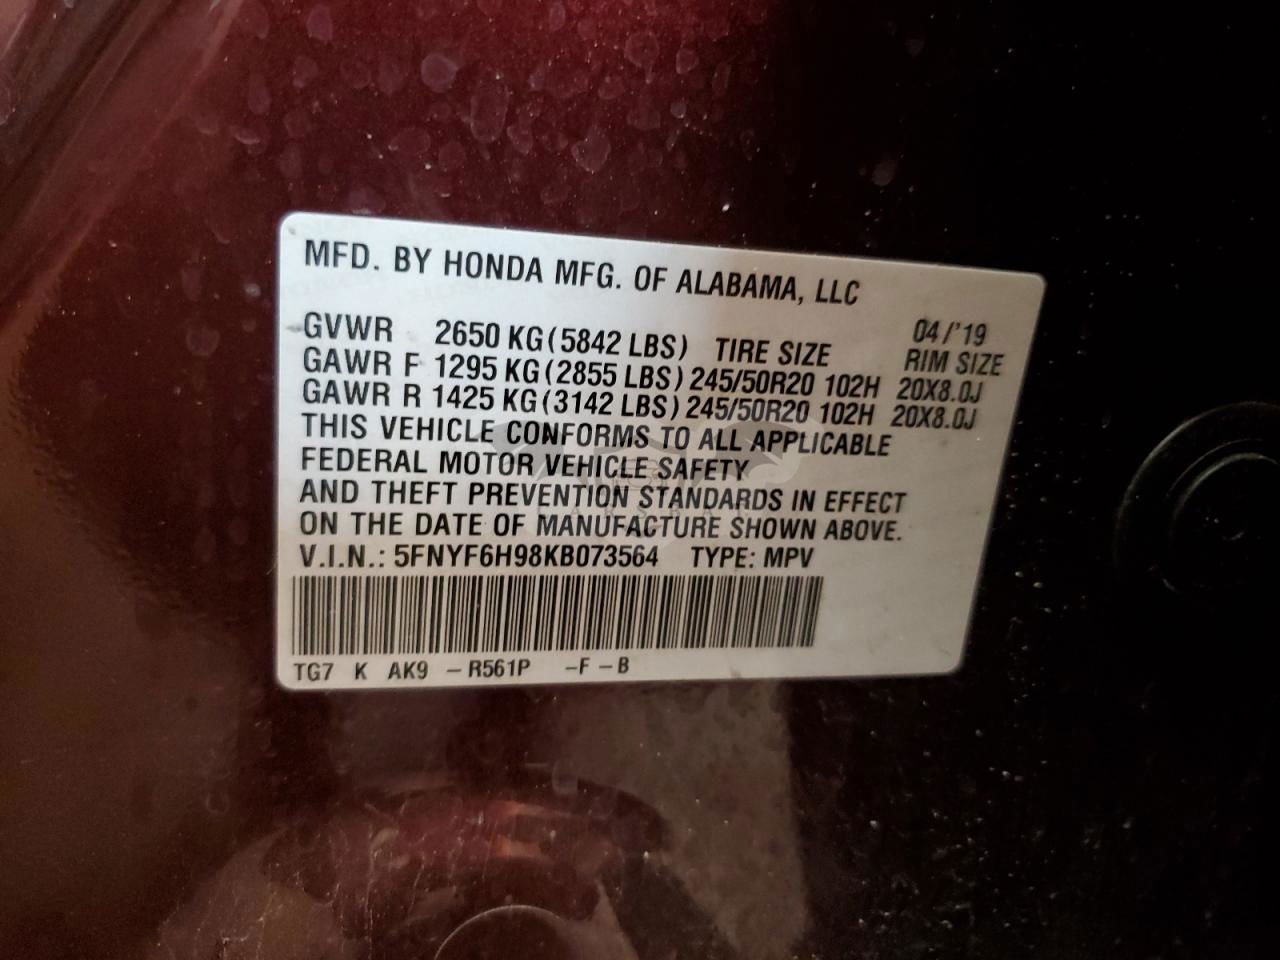 MFD. BY HONDA MFG. OF ALABAMA, LLC
04/'19
GVWR 2650 KG(5842 LBS) TIRE SIZE RIM SIZE
GAWR F 1295 KG(2855 LBS) 245/50R20 102H 20X8.0J
GAWR R 1425 KG(3142 LBS) 245/50R20 102H 20X8.0J
THIS VEHICLE CONFORMS TO ALL APPLICABLE
FEDERAL MOTOR VEHICLE SAFETY
AND THEFT PREVENTION STANDARDS IN EFFECT
ON THE DATE OF MANUFACTURE SHOWN ABOVE.
V.I.N.: 5FNYF6H98KB073564 TYPE: MPV
TG7 K AK9 –R561P –F–B